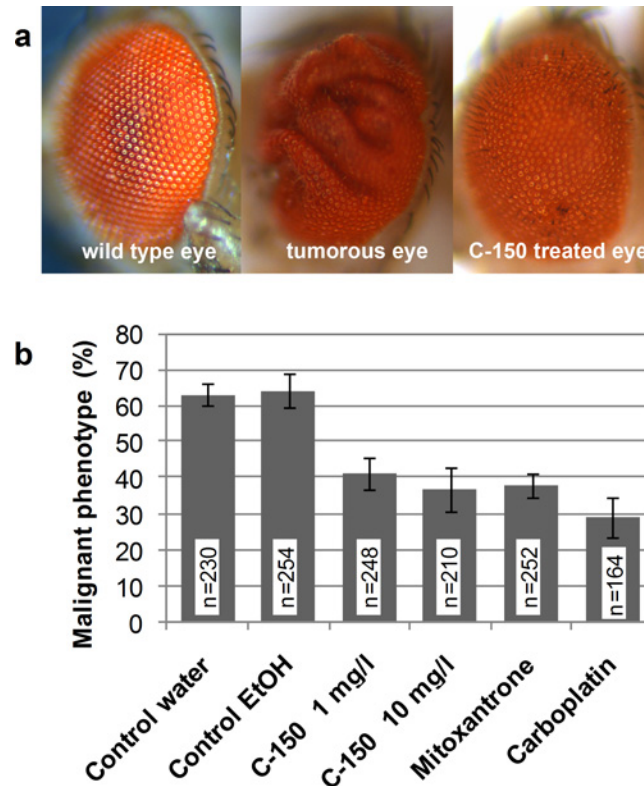 a
wild type eye
tumorous eye
C-150 treated eye
b
Malignant phenotype (%)
80
70
60
50
40
30
20
10
0
n=230
n=254
n=248
n=210
n=252
n=164
Control water
Control EtOH
C-150 1 mg/l
C-150 10 mg/l
Mitoxantrone
Carboplatin